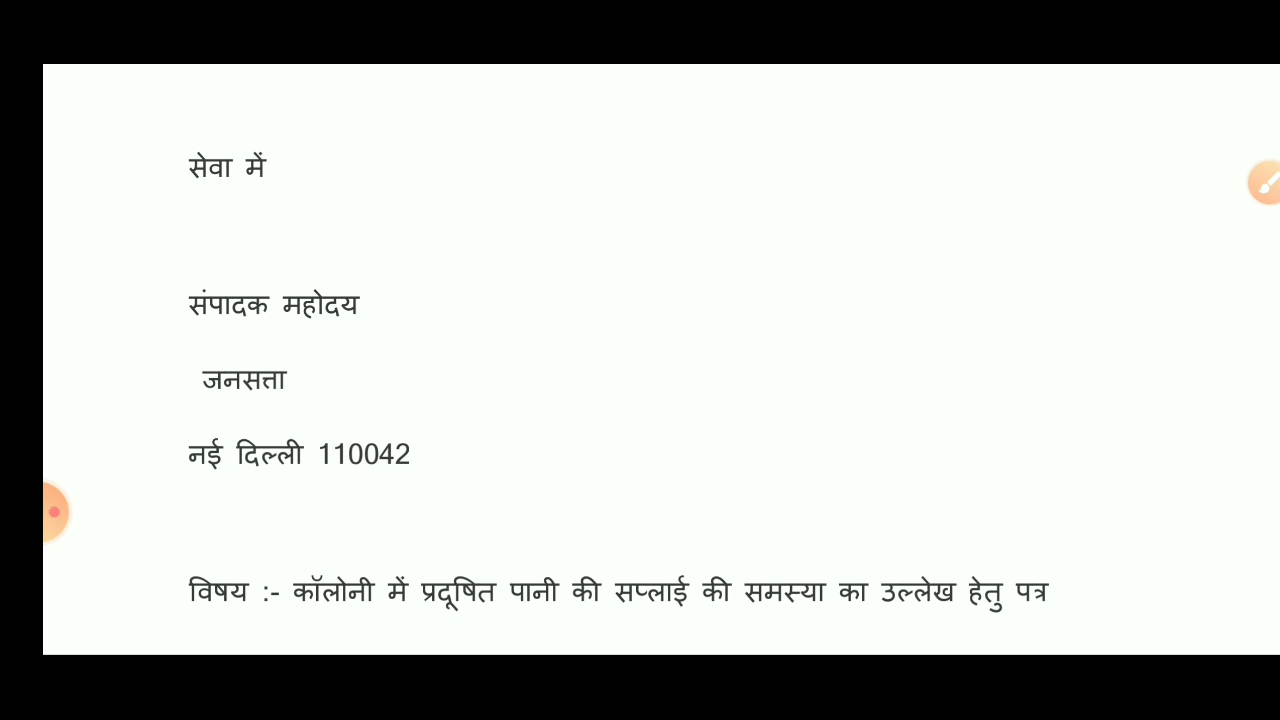 सेवा में
संपादक महोदय
जनसत्ता
नई दिल्ली 110042
विषय :- कॉलोनी में प्रदूषित पानी की सप्लाई की समस्या का उल्लेख हेतु पत्र